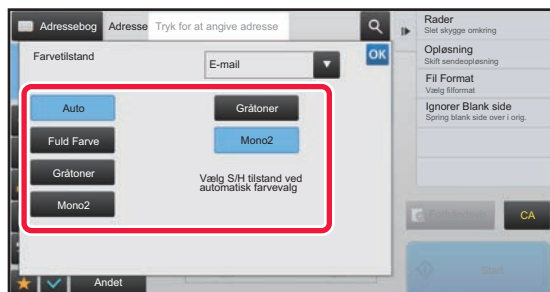 Adressebog
Adresse
Tryk for at angive adresse
Farvetilstand
E-mail
OK
Auto
Fuld Farve
Gråtoner
Mono2
Gråtoner
Mono2
Vælg S/H tilstand ved
automatisk farvevalg
Andet
Rader
Slet skygge omkring
Opløsning
Skift sendeopløsning
Fil Format
Vælg filformat
Ignorer Blank side
Spring blank side over i orig.
CA
Start